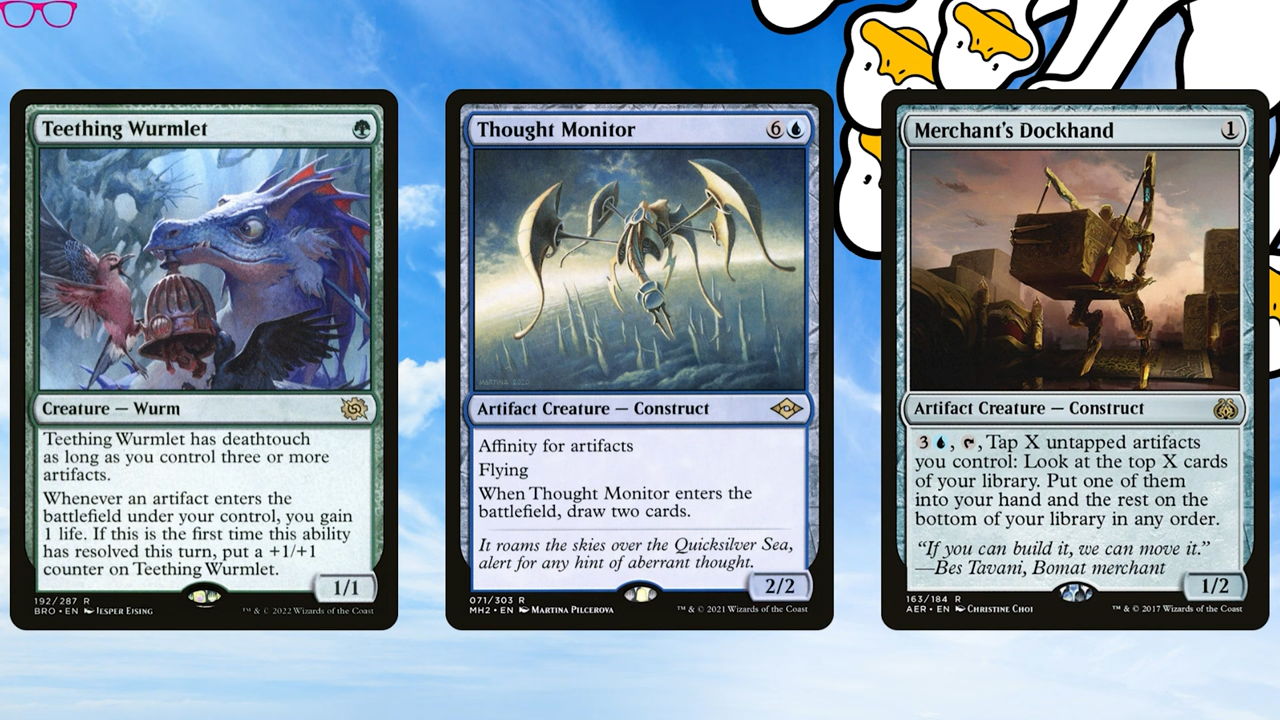 Teething Wurmlet
Creature — Wurm
Teething Wurmlet has deathtouch
as long as you control three or more
artifacts.
Whenever an artifact enters the
battlefield under your control, you gain
1 life. If this is the first time this ability
has resolved this turn, put a +1/+1
counter on Teething Wurmlet.
1/1
192/287 R
BRO • EN Jesper Eising
™ & © 2022 Wizards of the Coast
Thought Monitor
6
MARTINA 2020
Artifact Creature — Construct
Affinity for artifacts
Flying
When Thought Monitor enters the
battlefield, draw two cards.
It roams the skies over the Quicksilver Sea,
alert for any hint of aberrant thought.
2/2
071/303 R
MH2 • EN Martina Pilcerova
™ & © 2021 Wizards of the Coast
Merchant's Dockhand
1
Artifact Creature — Construct
3 , , Tap X untapped artifacts
you control: Look at the top X cards
of your library. Put one of them
into your hand and the rest on the
bottom of your library in any order.
“If you can build it, we can move it.”
—Bes Tavani, Bomat merchant
1/2
163/184 R
AER • EN Christine Choi
™ & © 2017 Wizards of the Coast